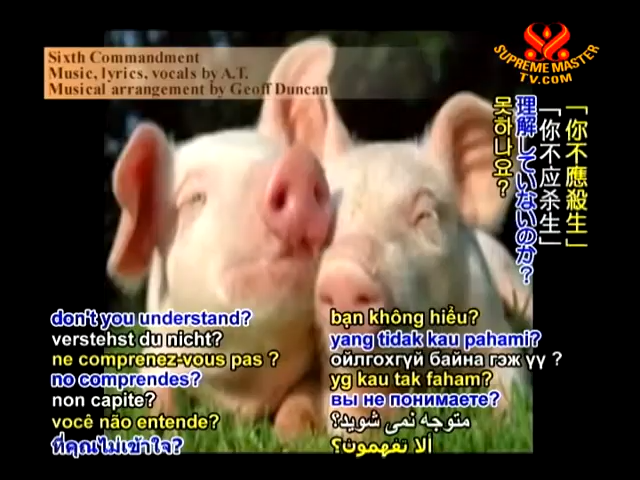 Sixth Commandment
Music, lyrics, vocals by A.T.
Musical arrangement by Geoff Duncan
SUPREME MASTER
TV.COM
「你不應殺生」
「你不应杀生」
理解していないのか?
못하나요?
don't you understand?
verstehst du nicht?
ne comprenez-vous pas ?
no comprendes?
non capite?
você não entende?
ที่คุณไม่เข้าใจ?
bạn không hiểu?
yang tidak kau pahami?
ойлгохгүй байна гэж үү ?
yg kau tak faham?
вы не понимаете?
متوجه نمی شوید؟
ألا تفهمون؟